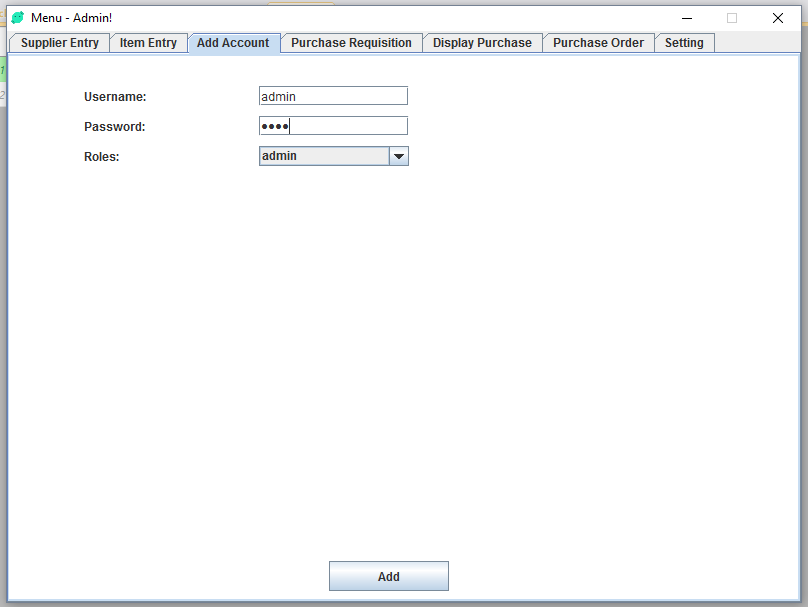 Menu - Admin!
Supplier Entry Item Entry Add Account Purchase Requisition Display Purchase Purchase Order Setting
Username: admin
Password: ••••
Roles: admin
Add